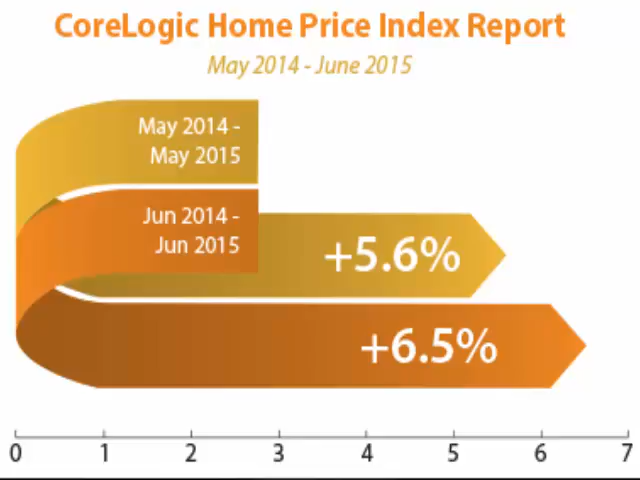 CoreLogic Home Price Index Report
May 2014 - June 2015
May 2014 -
May 2015
Jun 2014 -
Jun 2015
+5.6%
+6.5%
0 1 2 3 4 5 6 7